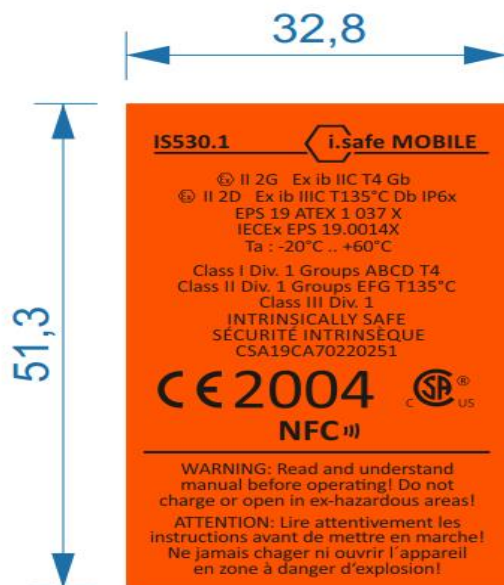 32,8
51,3
IS530.1 i.safe MOBILE
Ex II 2G Ex ib IIC T4 Gb
Ex II 2D Ex ib IIIC T135°C Db IP6x
EPS 19 ATEX 1 037 X
IECEx EPS 19.0014X
Ta : -20°C .. +60°C
Class I Div. 1 Groups ABCD T4
Class II Div. 1 Groups EFG T135°C
Class III Div. 1
INTRINSICALLY SAFE
SÉCURITÉ INTRINSÈQUE
CSA19CA70220251
CE 2004 C SA ® US
NFC
WARNING: Read and understand
manual before operating! Do not
charge or open in ex-hazardous areas!
ATTENTION: Lire attentivement les
instructions avant de mettre en marche!
Ne jamais chager ni ouvrir l´appareil
en zone à danger d’explosion!